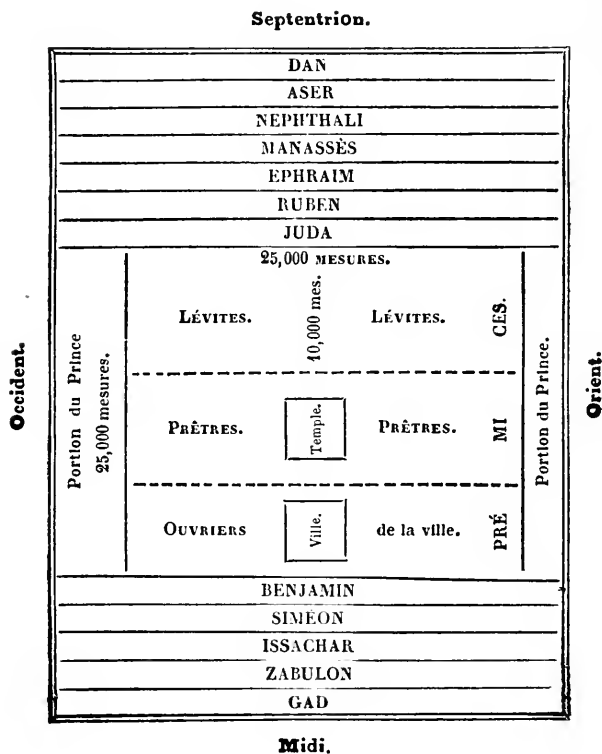 Septentrion.
DAN
ASER
NEPHTHALI
MANASSÈS
EPHRAIM
RUBEN
JUDA
25,000 MESURES.
Occident.
Portion du Prince
25,000 mesures.
LÉVITES.
10,000 mes.
LÉVITES.
PRÊTRES.
Temple.
PRÊTRES.
OUVRIERS
Ville.
de la ville.
PRÉ
MI
CES.
Portion du Prince.
Orient.
BENJAMIN
SIMÉON
ISSACHAR
ZABULON
GAD
Midi.